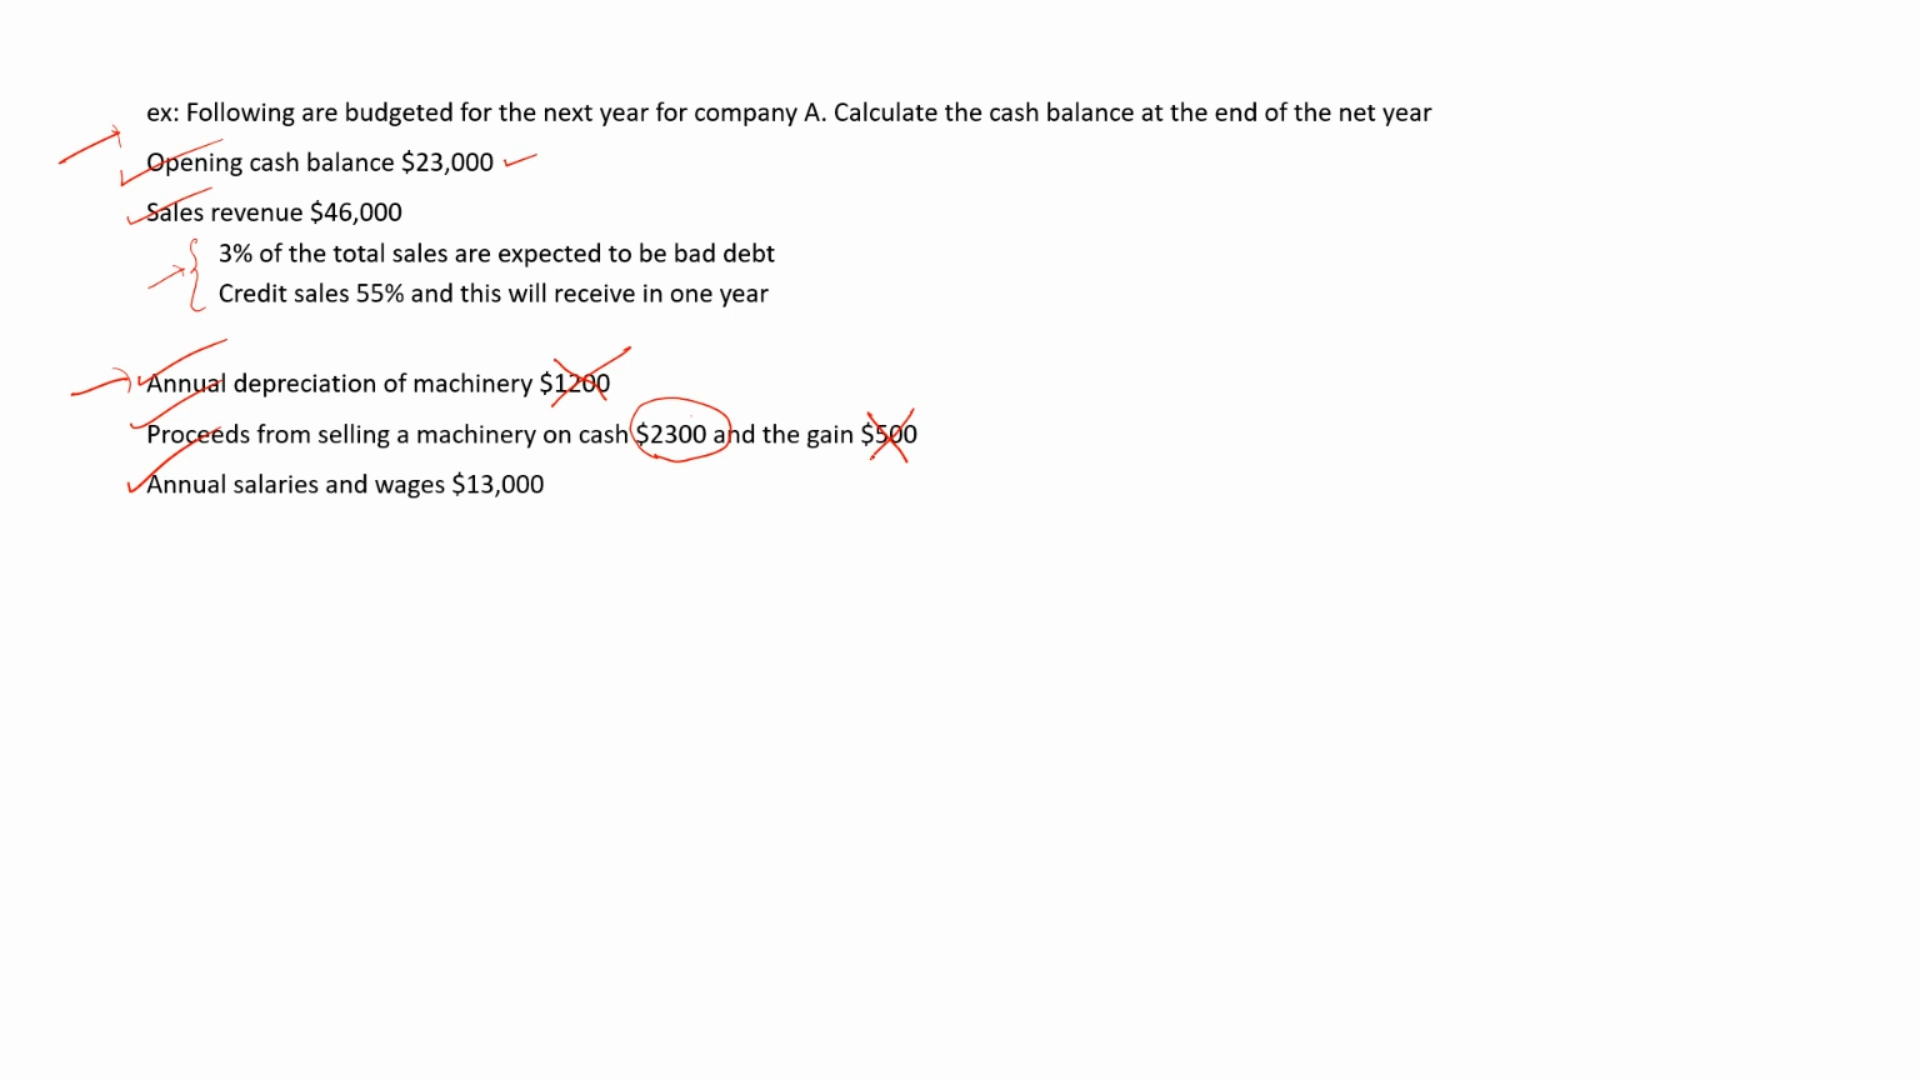 ex: Following are budgeted for the next year for company A. Calculate the cash balance at the end of the net year
Opening cash balance $23,000
Sales revenue $46,000
3% of the total sales are expected to be bad debt
Credit sales 55% and this will receive in one year
Annual depreciation of machinery $1200
Proceeds from selling a machinery on cash $2300 and the gain $500
Annual salaries and wages $13,000